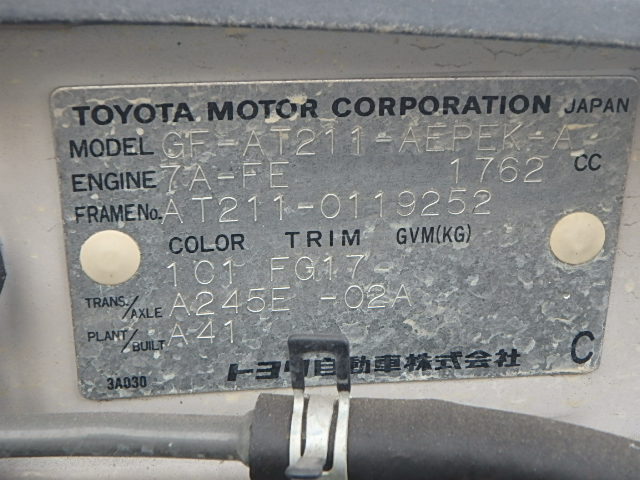 TOYOTA MOTOR CORPORATION JAPAN
MODEL GF-AT211-AEPEK-A
ENGINE 7A-FE 1762 CC
FRAMENo. AT211-0119252
COLOR TRIM GVM(KG)
1C1 FG17
TRANS./AXLE A245E -02A
PLANT/BUILT A41
トヨタ自動車株式会社 C
3A030